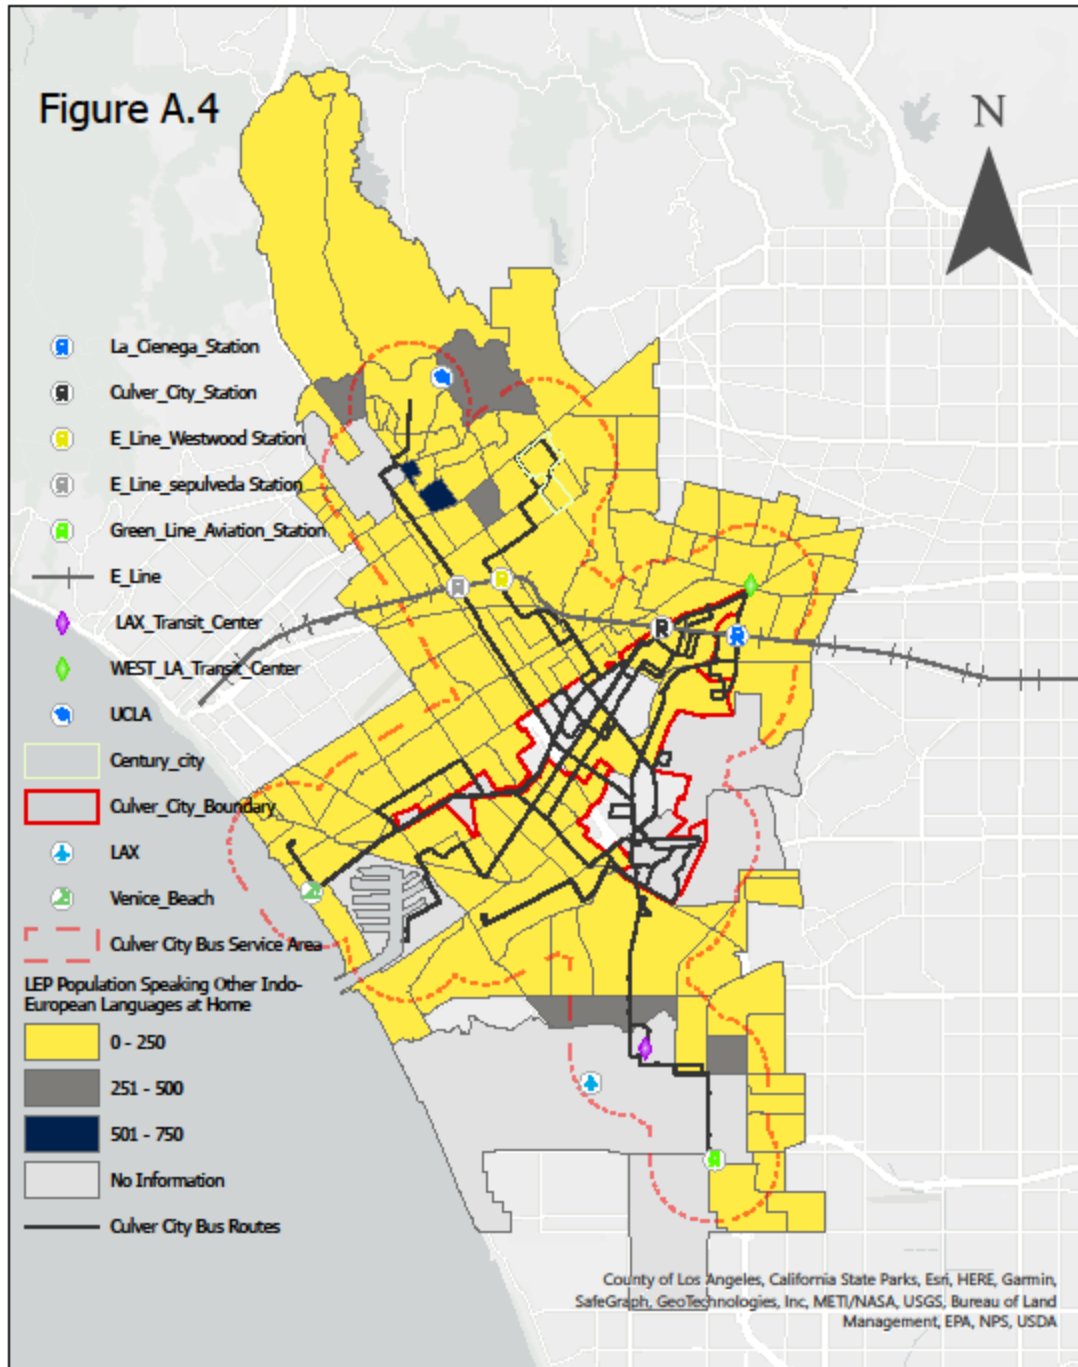 Figure A.4
N
La_Cienega_Station
Culver_City_Station
E_Line_Westwood Station
E_Line_sepulveda Station
Green_Line_Aviation_Station
E_Line
LAX_Transit_Center
WEST_LA_Transit_Center
UCLA
Century_city
Culver_City_Boundary
LAX
Venice_Beach
Culver City Bus Service Area
LEP Population Speaking Other Indo-
European Languages at Home
0 - 250
251 - 500
501 - 750
No Information
Culver City Bus Routes
County of Los Angeles, California State Parks, Esri, HERE, Garmin,
SafeGraph, GeoTechnologies, Inc, METI/NASA, USGS, Bureau of Land
Management, EPA, NPS, USDA